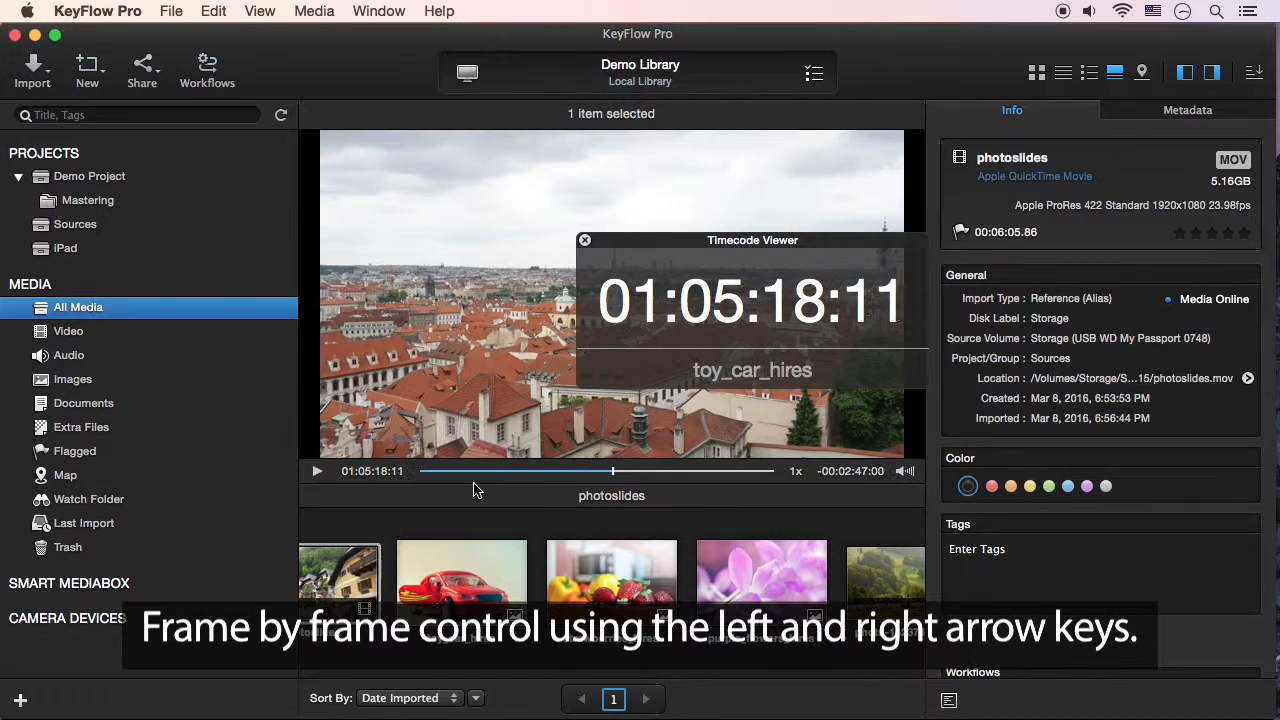 KeyFlow Pro File Edit View Media Window Help
KeyFlow Pro
Import New Share Workflows
Demo Library
Local Library
Title, Tags
1 item selected
Info Metadata
PROJECTS
Demo Project
Mastering
Sources
IPad
MEDIA
All Media
Video
Audio
Images
Documents
Extra Files
Flagged
Map
Watch Folder
Last Import
Trash
SMART MEDIABOX
CAMERA DEVICES
Timecode Viewer
01:05:18:11
toy_car_hires
01:05:18:11 1x -00:02:47:00
photoslides
photoslides MOV
Apple QuickTime Movie 5.16GB
Apple ProRes 422 Standard 1920x1080 23.98fps
00:06:05.86
General
Import Type : Reference (Alias) Media Online
Disk Label : Storage
Source Volume : Storage (USB WD My Passport 0748)
Project/Group : Sources
Location : /Volumes/Storage/S...15/photoslides.mov
Created : Mar 8, 2016, 6:53:53 PM
Imported : Mar 8, 2016, 6:56:44 PM
Color
Tags
Enter Tags
Workflows
Frame by frame control using the left and right arrow keys.
Sort By: Date Imported 1